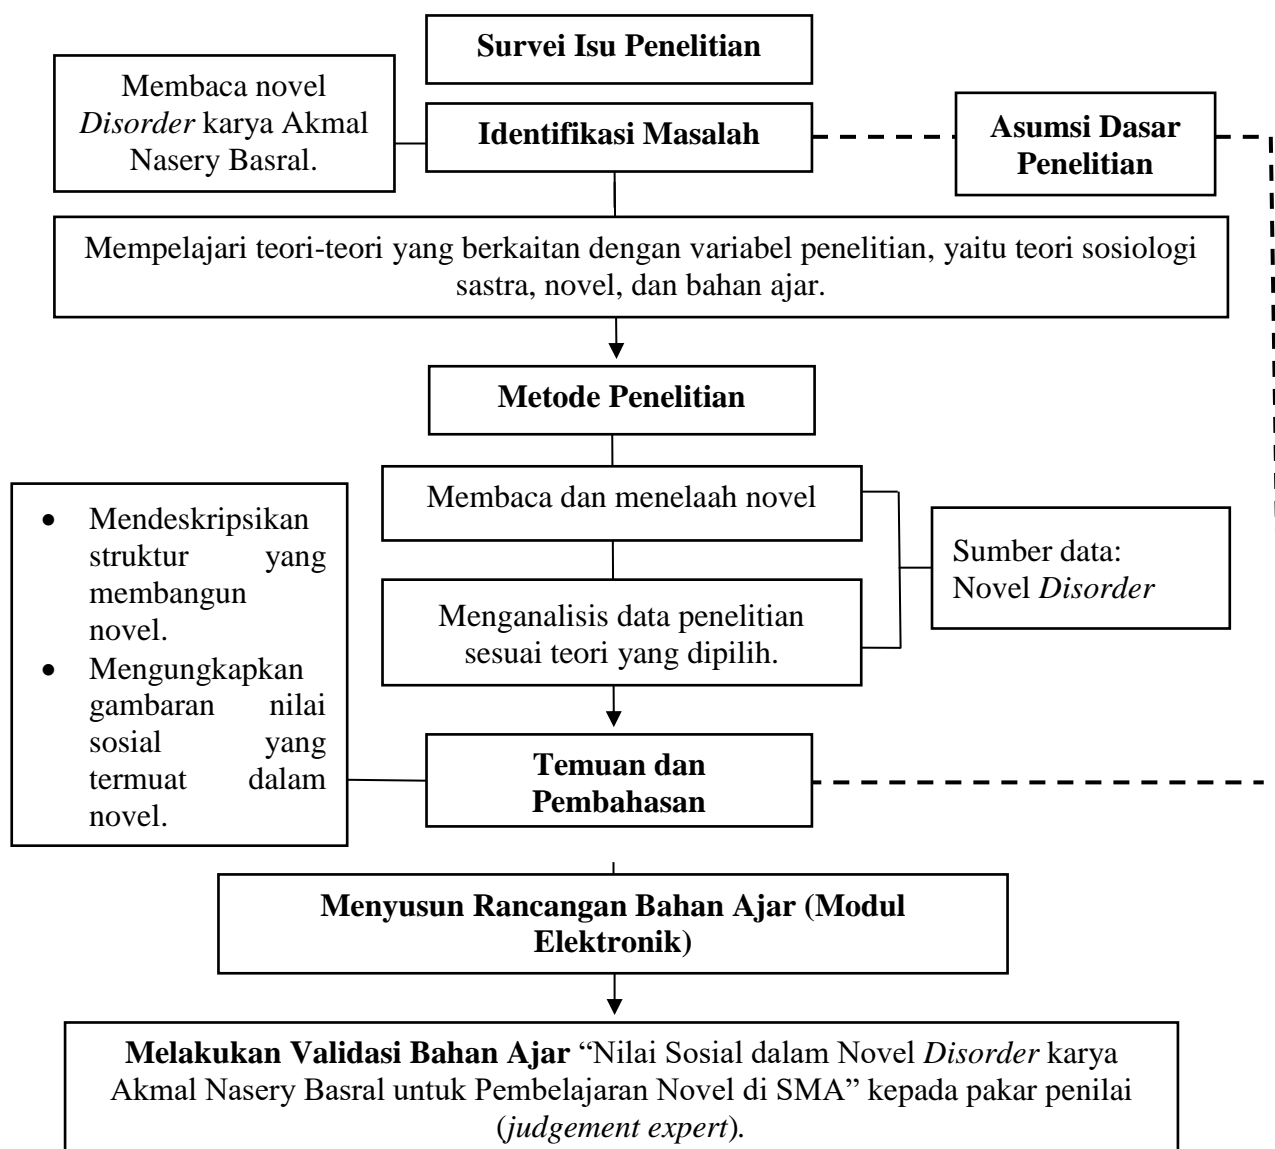 Survei Isu Penelitian
Membaca novel
Disorder karya Akmal
Nasery Basral.
Identifikasi Masalah
Asumsi Dasar
Penelitian
Mempelajari teori-teori yang berkaitan dengan variabel penelitian, yaitu teori sosiologi
sastra, novel, dan bahan ajar.
Metode Penelitian
Membaca dan menelaah novel
Menganalisis data penelitian
sesuai teori yang dipilih.
Sumber data:
Novel Disorder
• Mendeskripsikan
struktur yang
membangun
novel.
• Mengungkapkan
gambaran nilai
sosial yang
termuat dalam
novel.
Temuan dan
Pembahasan
Menyusun Rancangan Bahan Ajar (Modul
Elektronik)
Melakukan Validasi Bahan Ajar “Nilai Sosial dalam Novel Disorder karya
Akmal Nasery Basral untuk Pembelajaran Novel di SMA” kepada pakar penilai
(judgement expert).